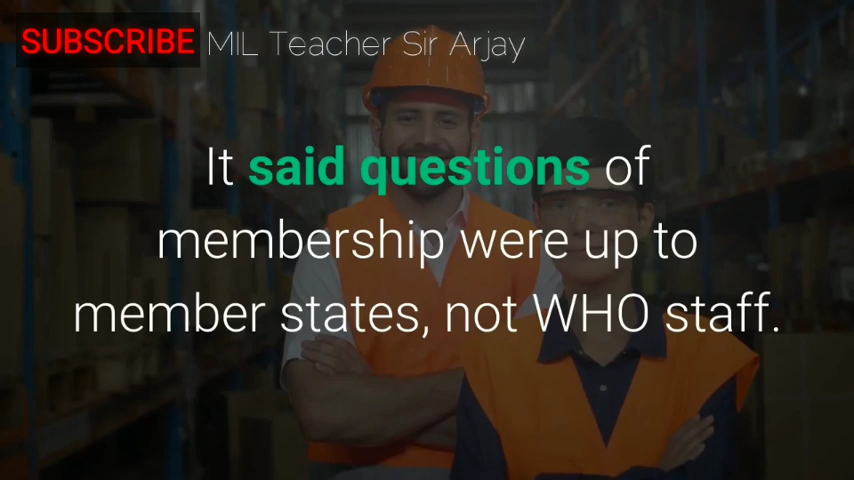 SUBSCRIBE MIL Teacher Sir Arjay
It said questions of
membership were up to
member states, not WHO staff.